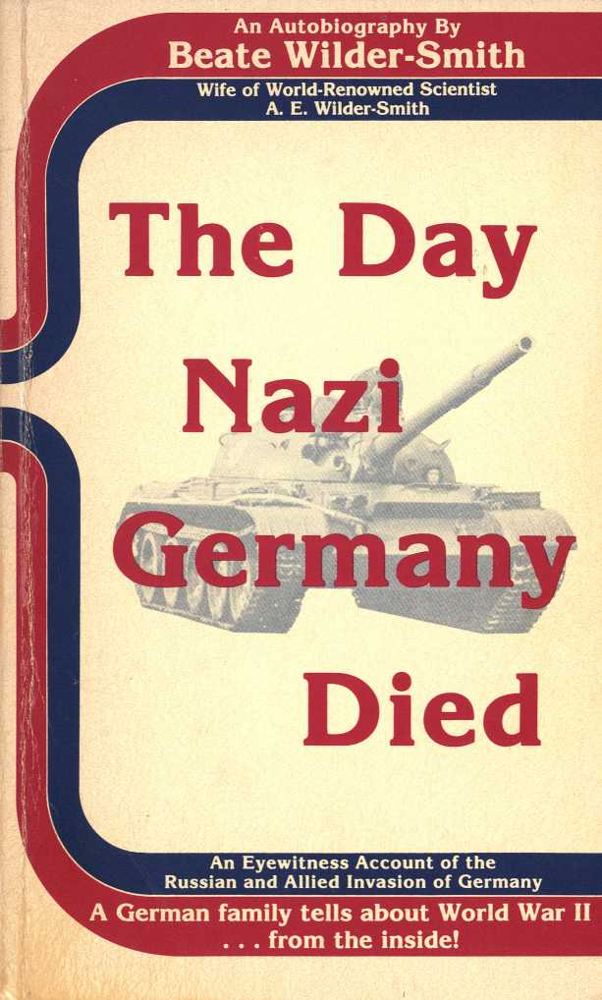 An Autobiography By
Beate Wilder-Smith
Wife of World-Renowned Scientist
A. E. Wilder-Smith
The Day
Nazi
Germany
Died
An Eyewitness Account of the
Russian and Allied Invasion of Germany
A German family tells about World War II
. . . from the inside!